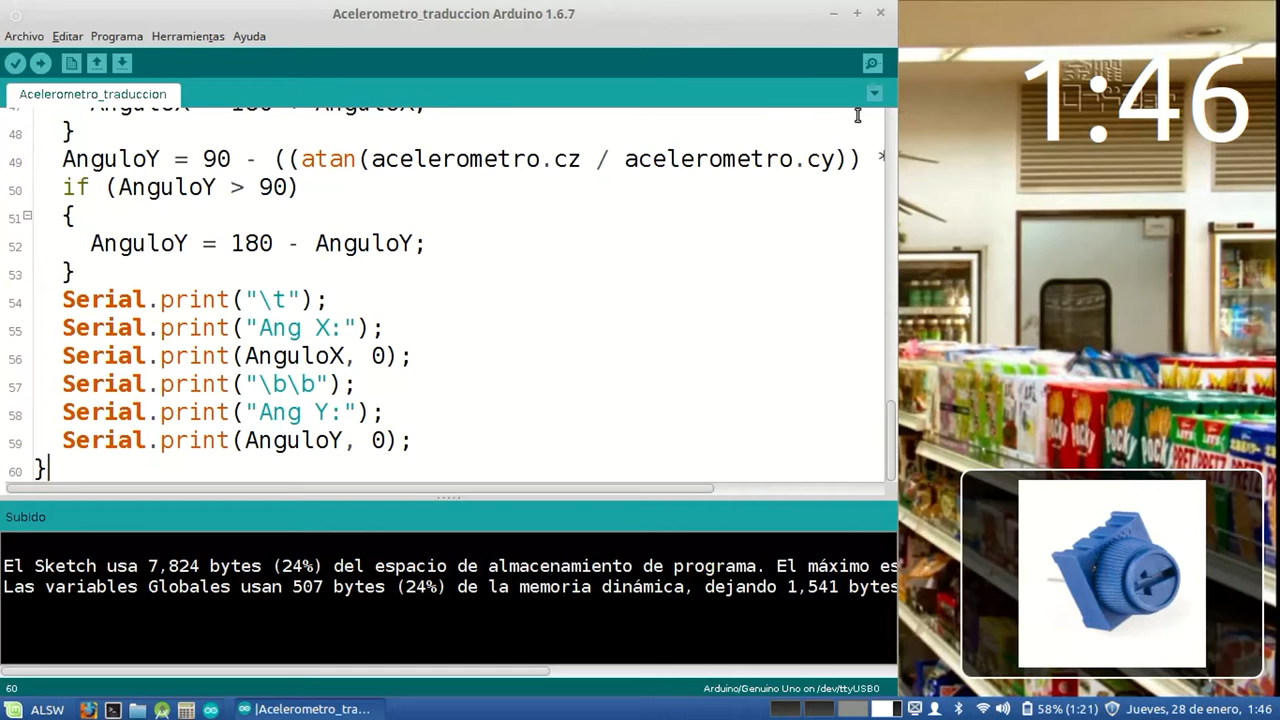 Acelerometro_traduccion Arduino 1.6.7
Archivo Editar Programa Herramientas Ayuda
Acelerometro_traduccion
48 }
49 AnguloY = 90 - ((atan(acelerometro.cz / acelerometro.cy)) *
50 if (AnguloY > 90)
51 {
52 AnguloY = 180 - AnguloY;
53 }
54 Serial.print("\t");
55 Serial.print("Ang X:");
56 Serial.print(AnguloX, 0);
57 Serial.print("\b\b");
58 Serial.print("Ang Y:");
59 Serial.print(AnguloY, 0);
60 }
Subido
El Sketch usa 7,824 bytes (24%) del espacio de almacenamiento de programa. El máximo es
Las variables Globales usan 507 bytes (24%) de la memoria dinámica, dejando 1,541 bytes
60
Arduino/Genuino Uno on /dev/ttyUSB0
1:46
POCKY
POCKY
LET'S
PRETZ
ALSW
|Acelerometro_tra...
58% (1:21)
Jueves, 28 de enero, 1:46